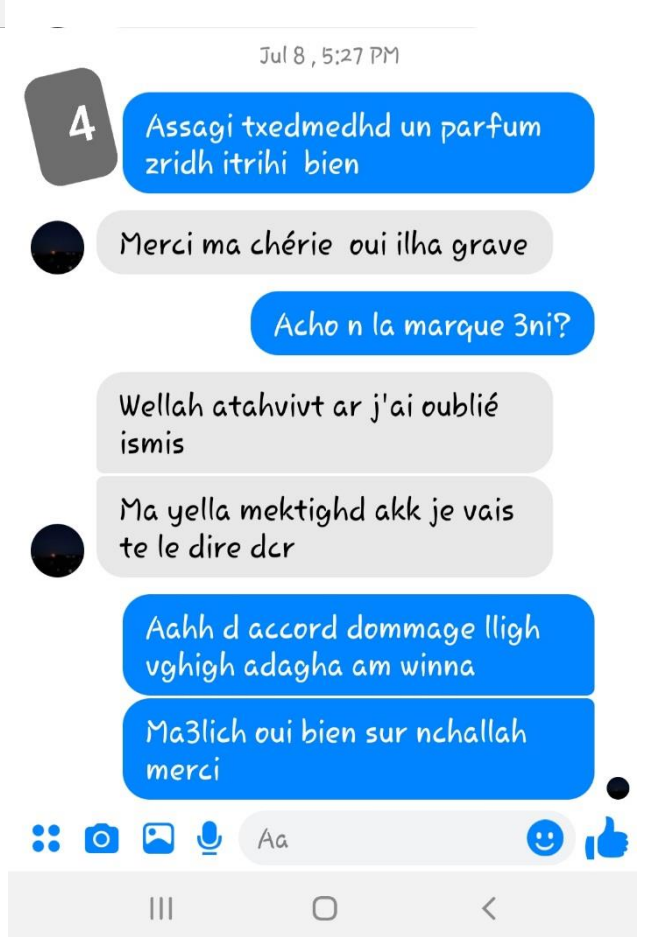 Jul 8 , 5:27 PM
4
Assagi txedmedhd un parfum
zridh itrihi bien
Merci ma chérie oui ilha grave
Acho n la marque 3ni?
Wellah atahvivt ar j'ai oublié
ismis
Ma yella mektighd akk je vais
te le dire dcr
Aahh d accord dommage lligh
vghigh adagha am winna
Ma3lich oui bien sur nchallah
merci
Aa